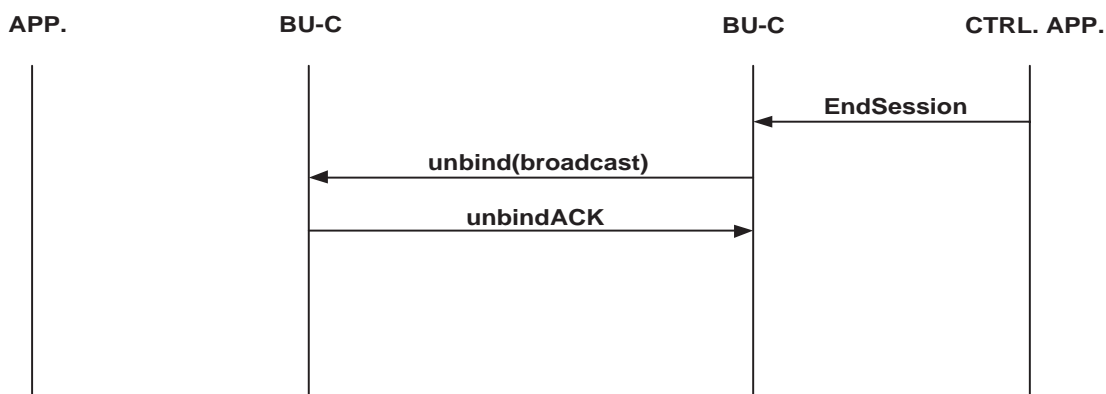 APP.
BU-C
BU-C
CTRL. APP.
EndSession
unbind(broadcast)
unbindACK